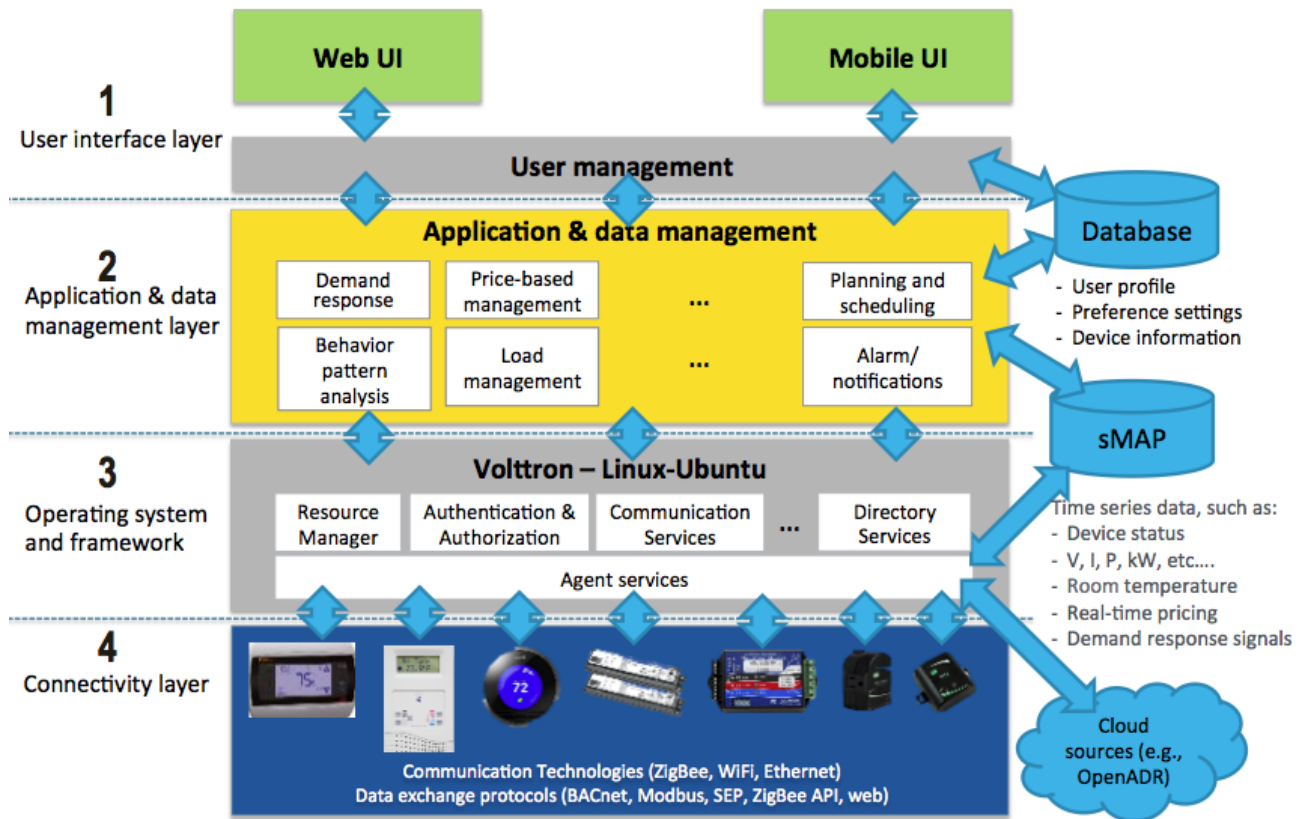 Web UI
Mobile UI
1
User interface layer
User management
2
Application & data
management layer
Application & data management
Demand
response
Price-based
management
...
Planning and
scheduling
Behavior
pattern
analysis
Load
management
...
Alarm/
notifications
Database
- User profile
- Preference settings
- Device information
sMAP
Time series data, such as:
- Device status
- V, I, P, kW, etc....
- Room temperature
- Real-time pricing
- Demand response signals
3
Operating system
and framework
Volttron – Linux-Ubuntu
Resource
Manager
Authentication &
Authorization
Communication
Services
...
Directory
Services
Agent services
4
Connectivity layer
75
72
Communication Technologies (ZigBee, WiFi, Ethernet)
Data exchange protocols (BACnet, Modbus, SEP, ZigBee API, web)
Cloud
sources (e.g.,
OpenADR)